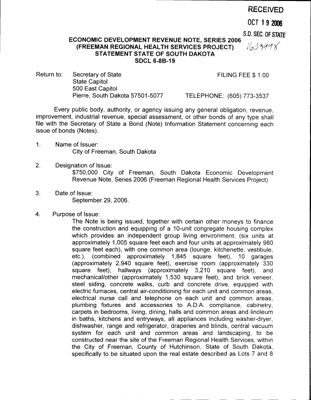 RECEIVED
OCT 19 2006
S.D. SEC. OF STATE
ECONOMIC DEVELOPMENT REVENUE NOTE, SERIES 2006
(FREEMAN REGIONAL HEALTH SERVICES PROJECT)
STATEMENT STATE OF SOUTH DAKOTA
SDCL 6-8B-19
Return to: Secretary of State FILING FEE $ 1.00
State Capitol
500 East Capitol
Pierre, South Dakota 57501-5077 TELEPHONE: (605) 773-3537
Every public body, authority, or agency issuing any general obligation, revenue,
improvement, industrial revenue, special assessment, or other bonds of any type shall
file with the Secretary of State a Bond (Note) Information Statement concerning each
issue of bonds (Notes).
1. Name of Issuer:
City of Freeman, South Dakota
2. Designation of Issue:
$750,000 City of Freeman, South Dakota Economic Development
Revenue Note, Series 2006 (Freeman Regional Health Services Project)
3. Date of Issue:
September 29, 2006.
4. Purpose of Issue:
The Note is being issued, together with certain other moneys to finance
the construction and equipping of a 10-unit congregate housing complex
which provides an independent group living environment, (six units at
approximately 1,005 square feet each and four units at approximately 980
square feet each), with one common area (lounge, kitchenette, vestibule,
etc.), (combined approximately 1,845 square feet), 10 garages
(approximately 2,940 square feet), exercise room (approximately 330
square feet), hallways (approximately 3,210 square feet), and
mechanical/other (approximately 1,530 square feet), and brick veneer,
steel siding, concrete walks, curb and concrete drive, equipped with
electric furnaces, central air-conditioning for each unit and common areas,
electrical nurse call and telephone on each unit and common areas,
plumbing fixtures and accessories to A.D.A. compliance, cabinetry,
carpets in bedrooms, living, dining, halls and common areas and linoleum
in baths, kitchens and entryways, all appliances including washer-dryer,
dishwasher, range and refrigerator, draperies and blinds, central vacuum
system for each unit and common areas and landscaping, to be
constructed near the site of the Freeman Regional Health Services, within
the City of Freeman, County of Hutchinson, State of South Dakota,
specifically to be situated upon the real estate described as Lots 7 and 8